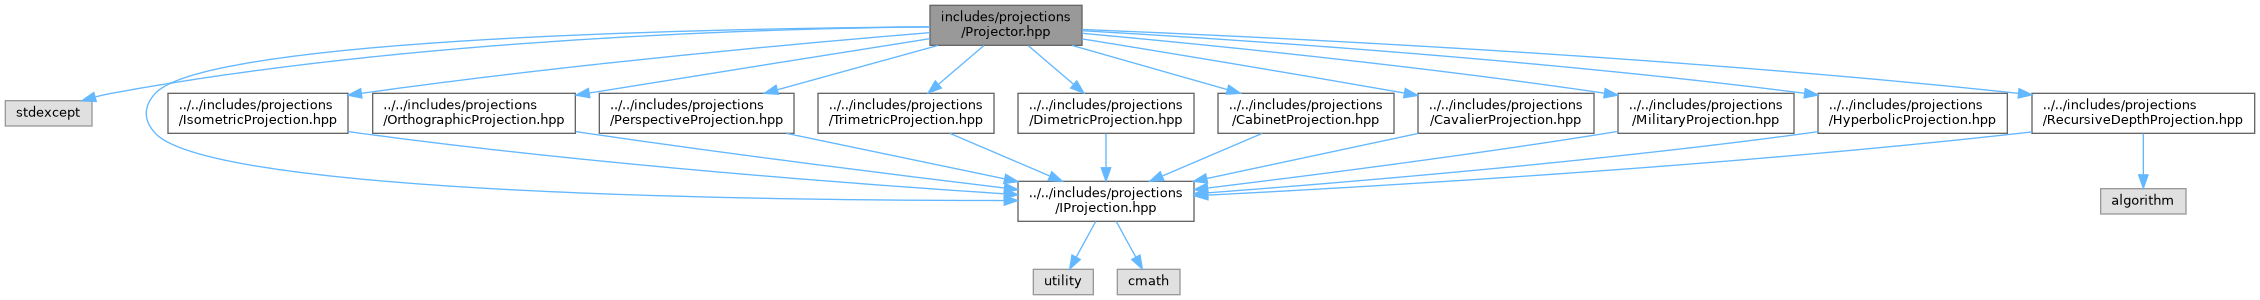 includes/projections
/Projector.hpp
stdexcept
../../includes/projections
/IsometricProjection.hpp
../../includes/projections
/OrthographicProjection.hpp
../../includes/projections
/PerspectiveProjection.hpp
../../includes/projections
/TrimetricProjection.hpp
../../includes/projections
/DimetricProjection.hpp
../../includes/projections
/CabinetProjection.hpp
../../includes/projections
/CavalierProjection.hpp
../../includes/projections
/MilitaryProjection.hpp
../../includes/projections
/HyperbolicProjection.hpp
../../includes/projections
/RecursiveDepthProjection.hpp
../../includes/projections
/IProjection.hpp
algorithm
utility
cmath